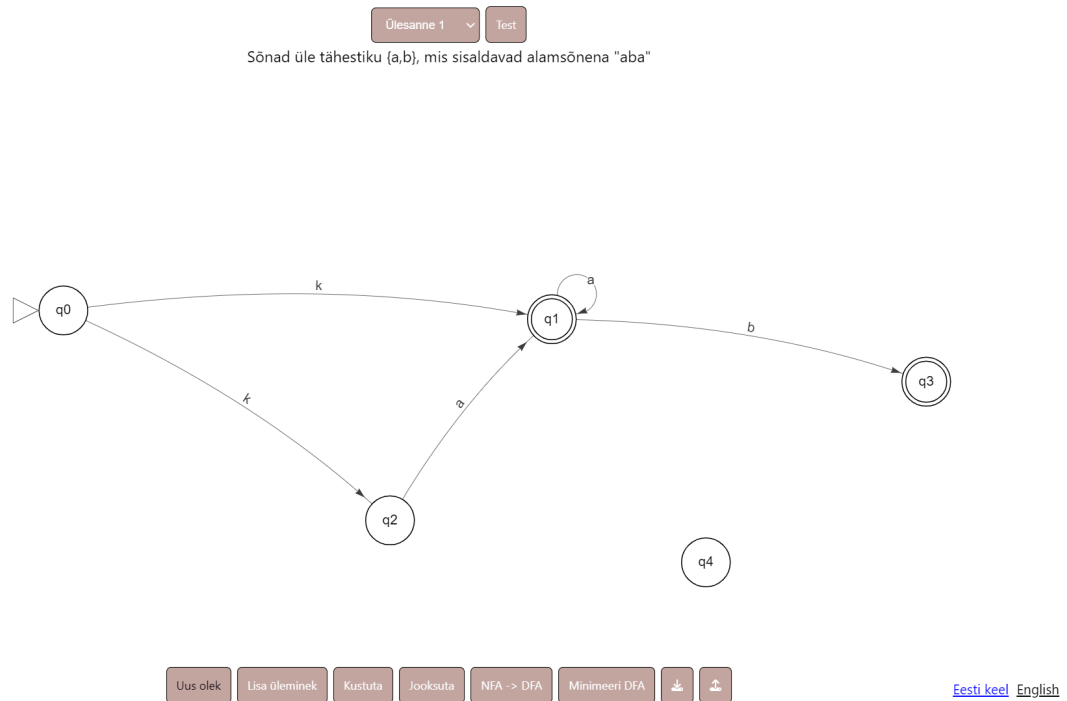 Ülesanne 1 Test
Sõnad üle tähestiku {a,b}, mis sisaldavad alamsõnena "aba"
a
k
q0
q1
b
q3
k
a
q2
q4
Uus olek Lisa üleminek Kustuta Jooksuta NFA -> DFA Minimeeri DFA
Eesti keel English